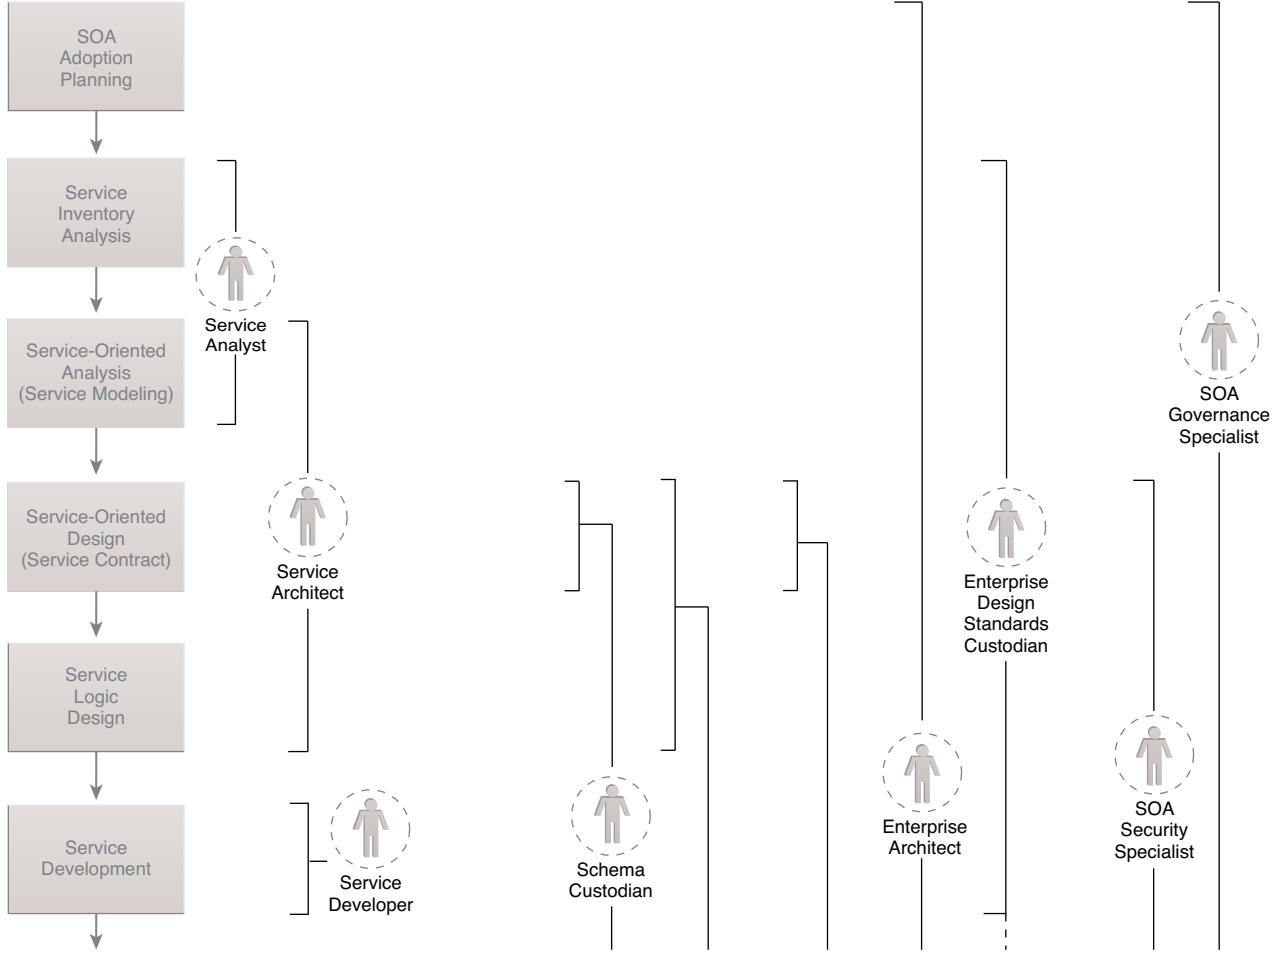 SOA
Adoption
Planning
Service
Inventory
Analysis
Service
Analyst
Service-Oriented
Analysis
(Service Modeling)
SOA
Governance
Specialist
Service-Oriented
Design
(Service Contract)
Service
Architect
Enterprise
Design
Standards
Custodian
Service
Logic
Design
Enterprise
Architect
SOA
Security
Specialist
Service
Development
Service
Developer
Schema
Custodian